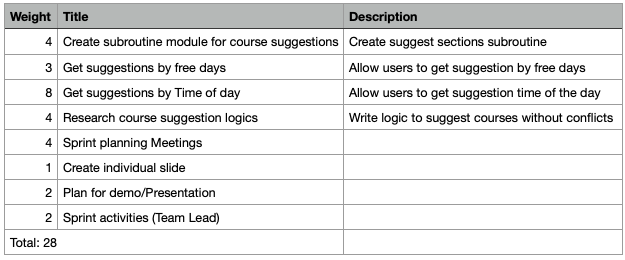 Weight Title Description
4 Create subroutine module for course suggestions Create suggest sections subroutine
3 Get suggestions by free days Allow users to get suggestion by free days
8 Get suggestions by Time of day Allow users to get suggestion time of the day
4 Research course suggestion logics Write logic to suggest courses without conflicts
4 Sprint planning Meetings
1 Create individual slide
2 Plan for demo/Presentation
2 Sprint activities (Team Lead)
Total: 28